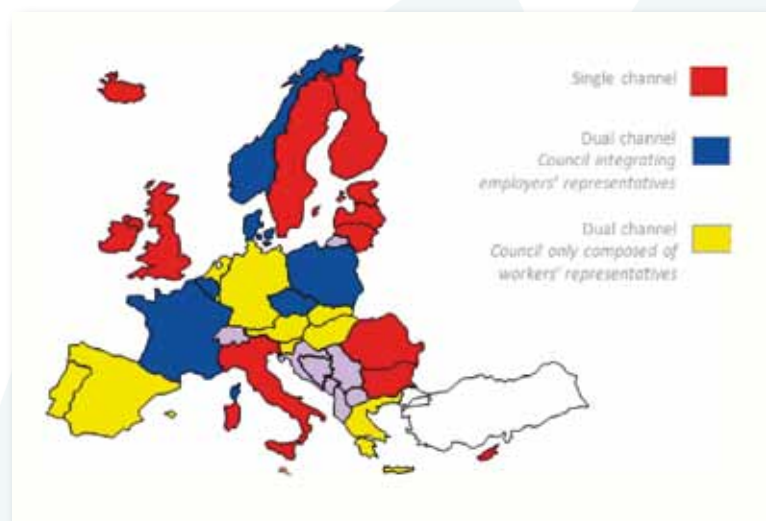 Single channel
Dual channel
Council integrating
employers' representatives
Dual channel
Council only composed of
workers' representatives